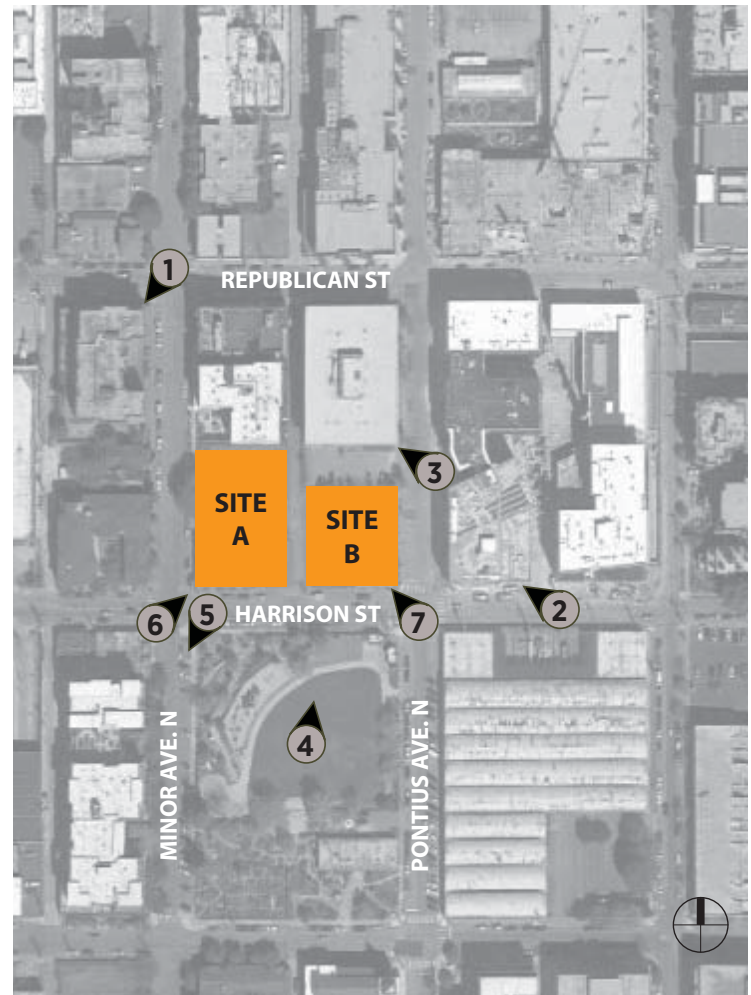 1
REPUBLICAN ST
3
SITE
A
SITE
B
2
6
5
HARRISON ST
7
4
MINOR AVE. N
PONTIUS AVE. N